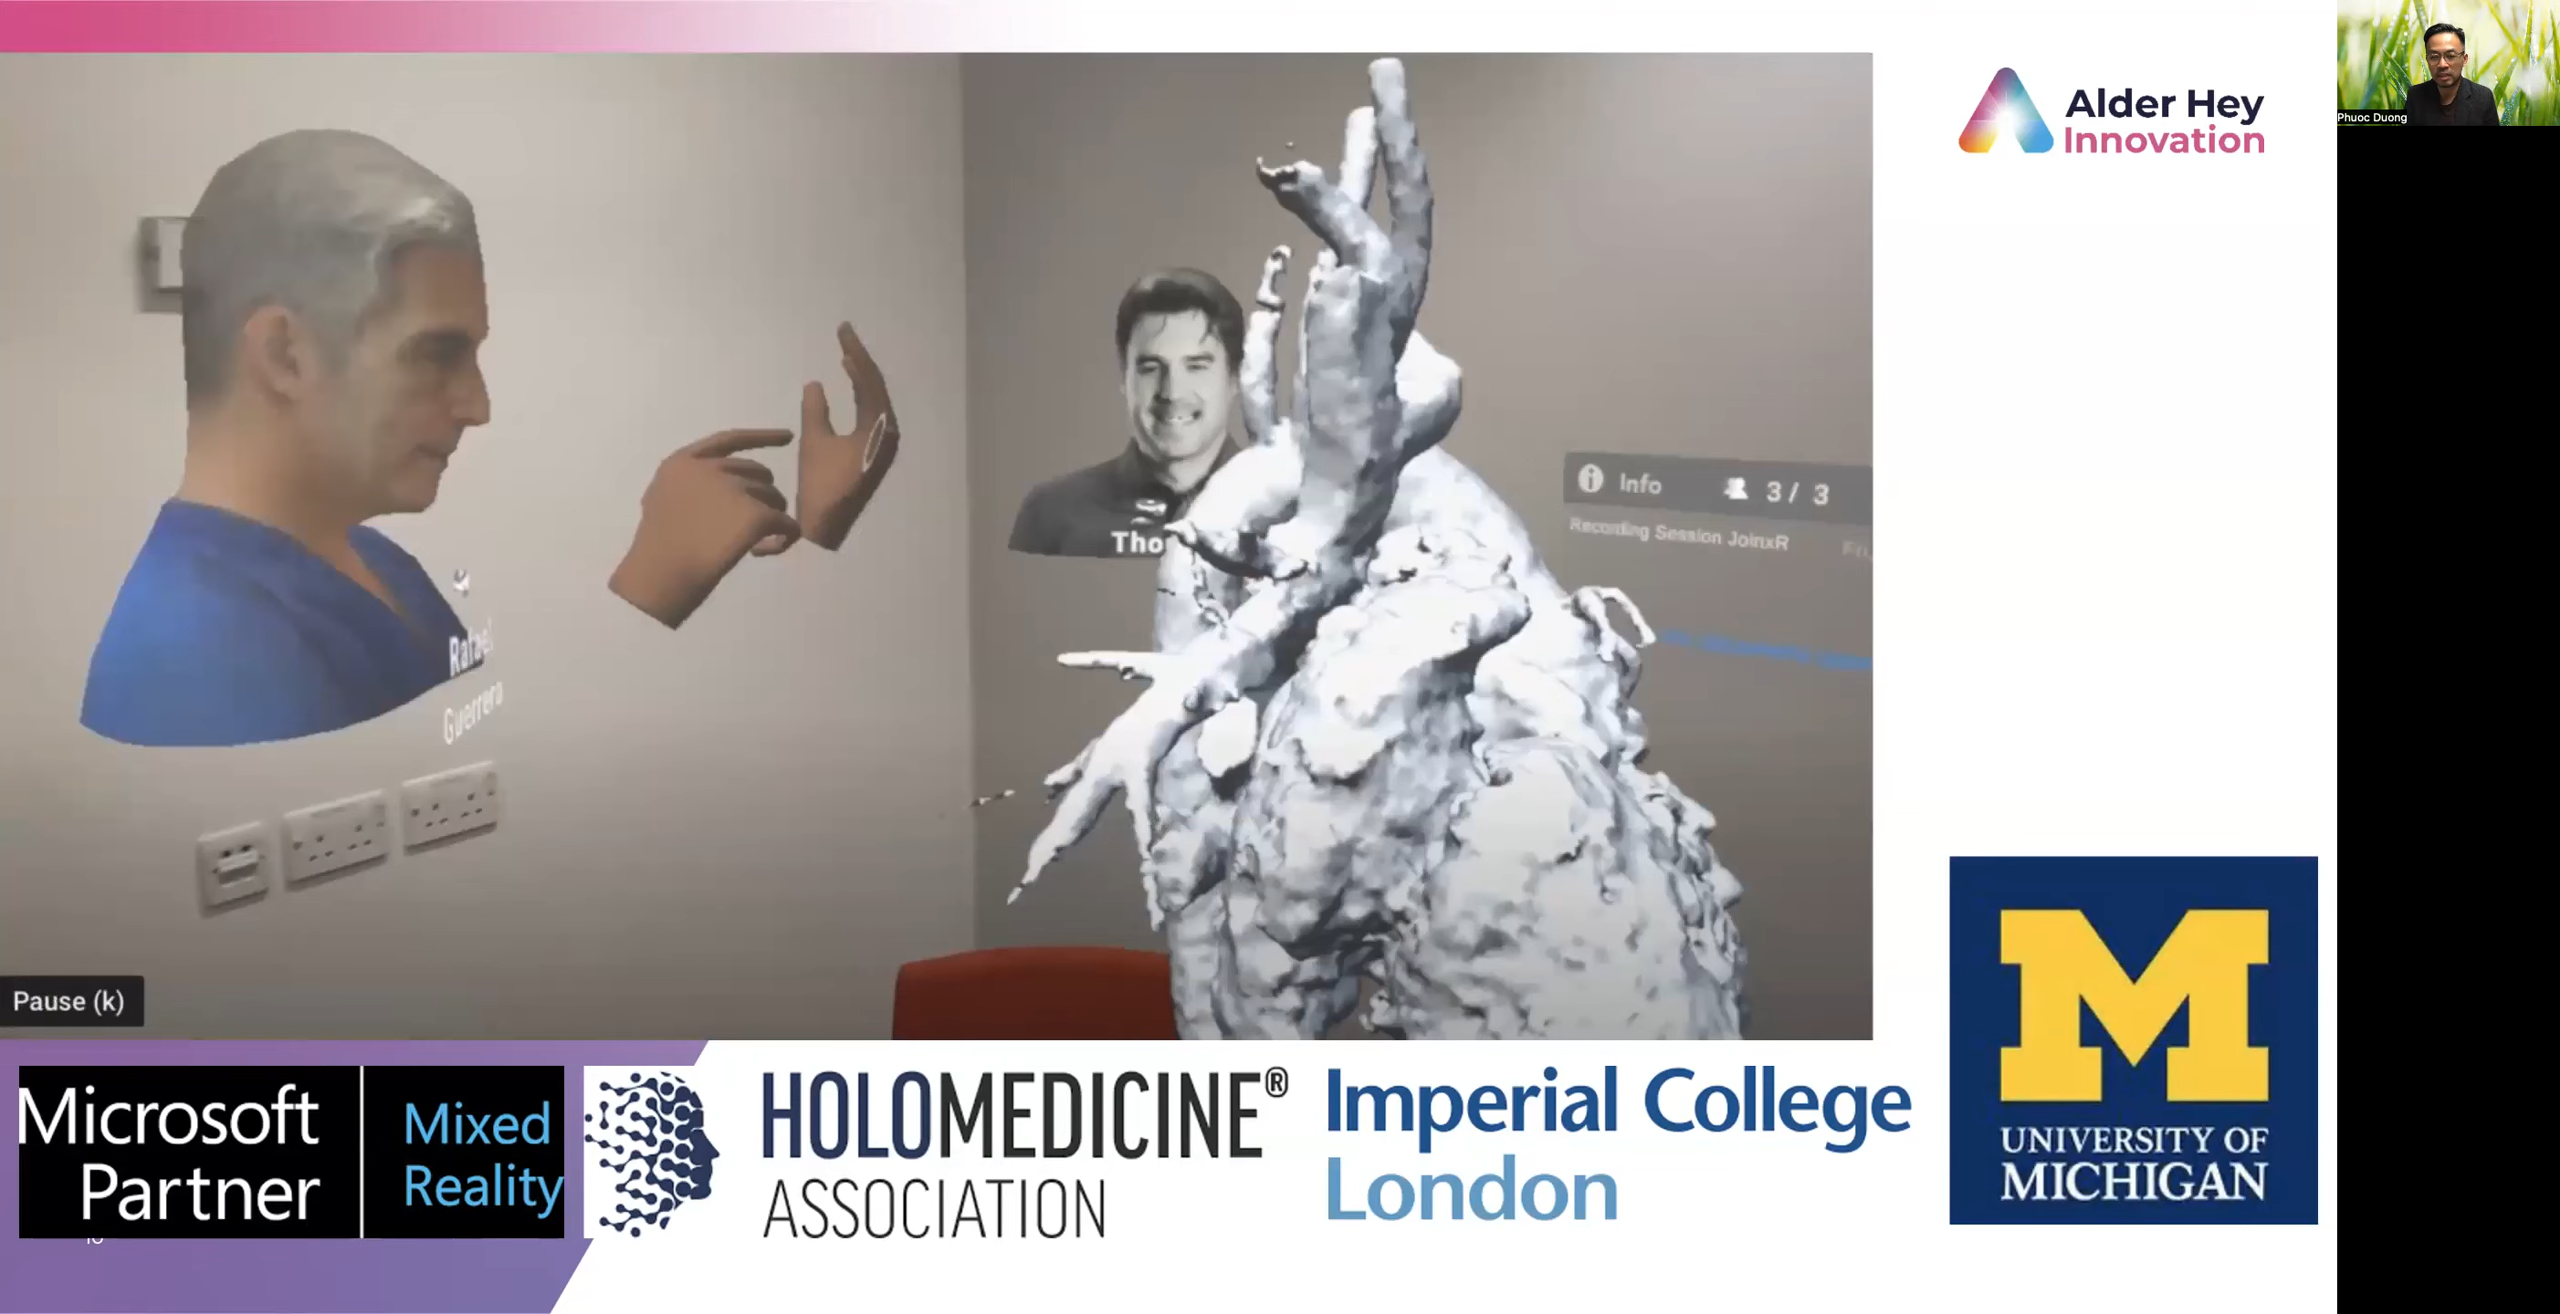 Alder Hey
Innovation
Phuoc Duong
Info
3 / 3
Recording Session JoinxR
Tho
Rafael
Guerrero
Pause (k)
Microsoft
Partner
Mixed
Reality
HOLOMEDICINE®
ASSOCIATION
Imperial College
London
M
UNIVERSITY OF
MICHIGAN